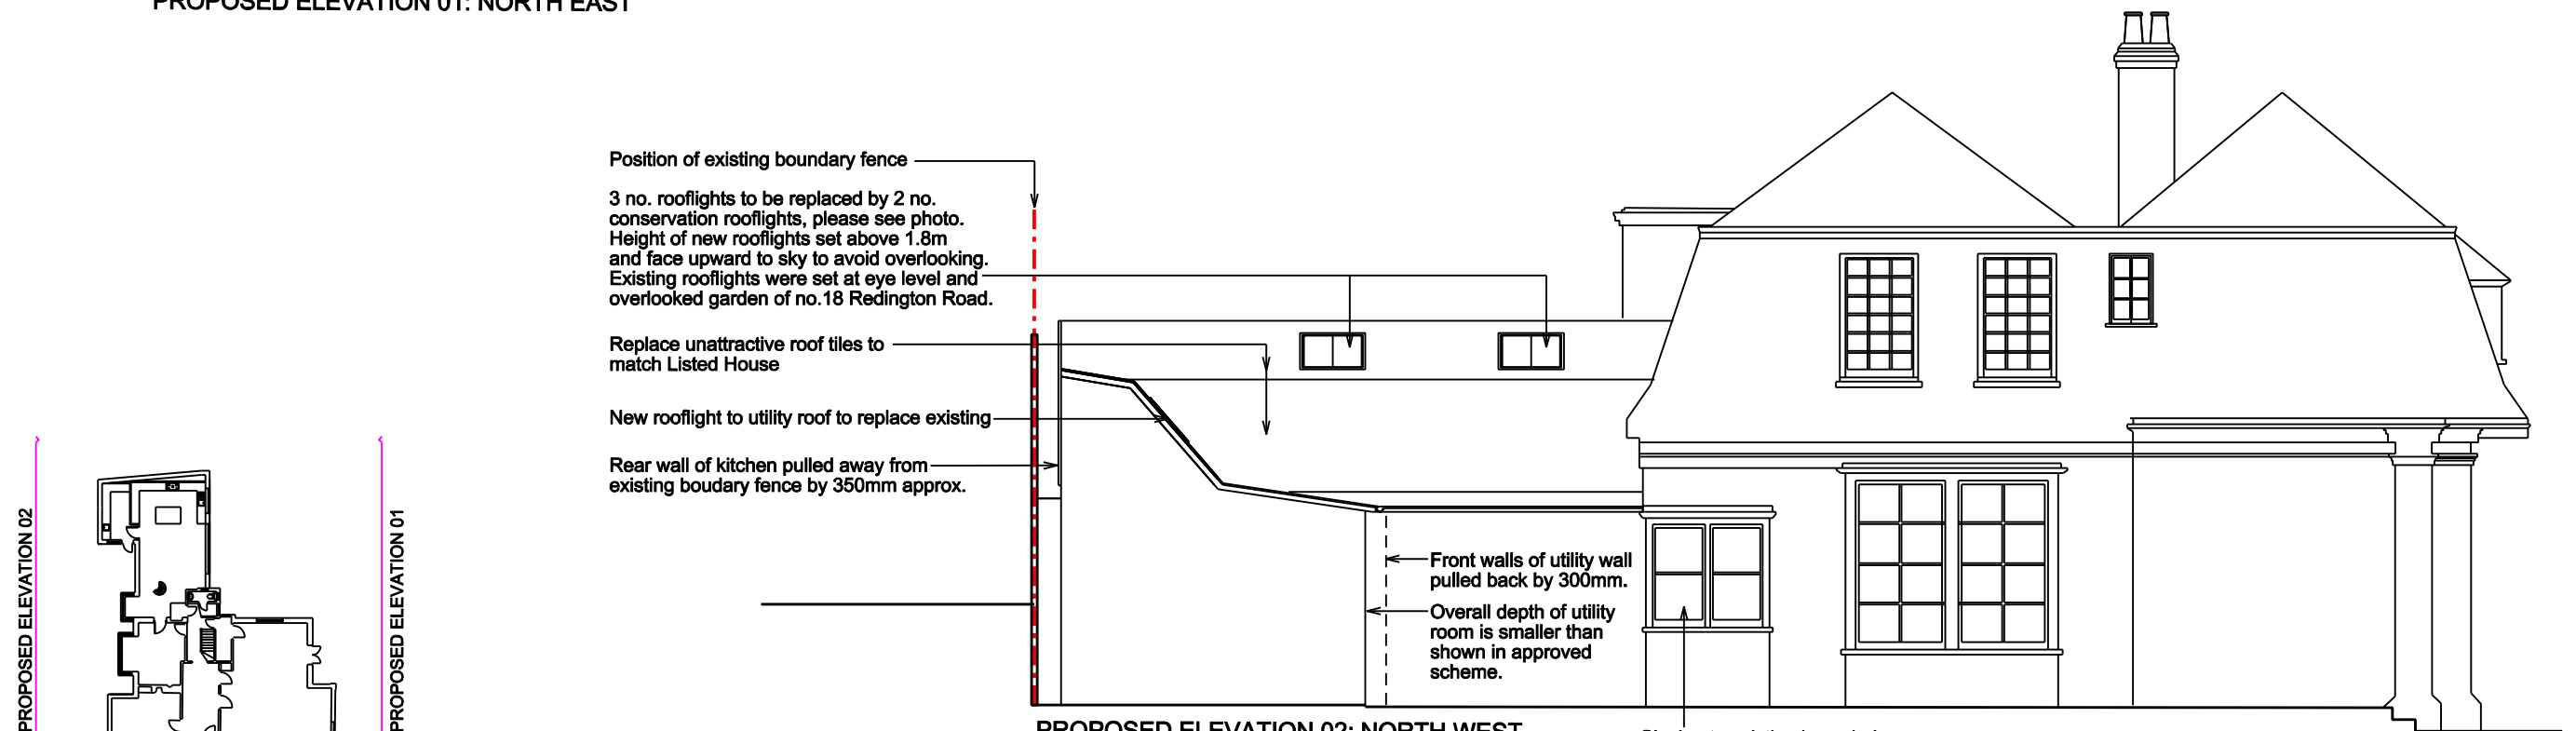 PROPOSED ELEVATION 01: NORTH EAST
Position of existing boundary fence
3 no. rooflights to be replaced by 2 no.
conservation rooflights, please see photo.
Height of new rooflights set above 1.8m
and face upward to sky to avoid overlooking.
Existing rooflights were set at eye level and
overlooked garden of no.18 Redington Road.
Replace unattractive roof tiles to
match Listed House
New rooflight to utility roof to replace existing
Rear wall of kitchen pulled away from
existing boudary fence by 350mm approx.
Front walls of utility wall
pulled back by 300mm.
Overall depth of utility
room is smaller than
shown in approved
scheme.
PROPOSED ELEVATION 02
PROPOSED ELEVATION 01
PROPOSED ELEVATION 02: NORTH WEST